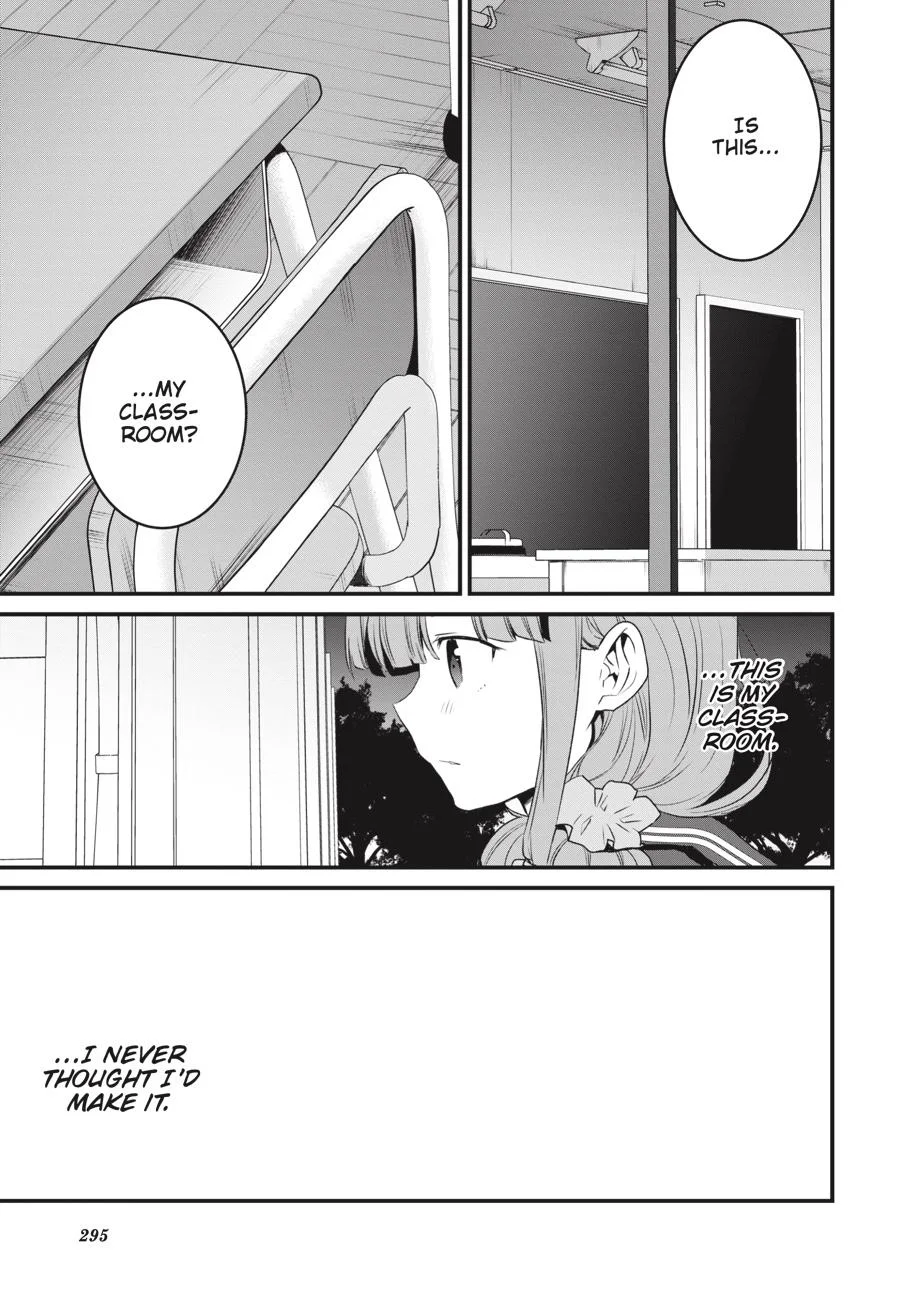 IS
THIS...
...MY
CLASS-
ROOM?
...THIS
IS MY
CLASS-
ROOM.
...I NEVER
THOUGHT I'D
MAKE IT.
295